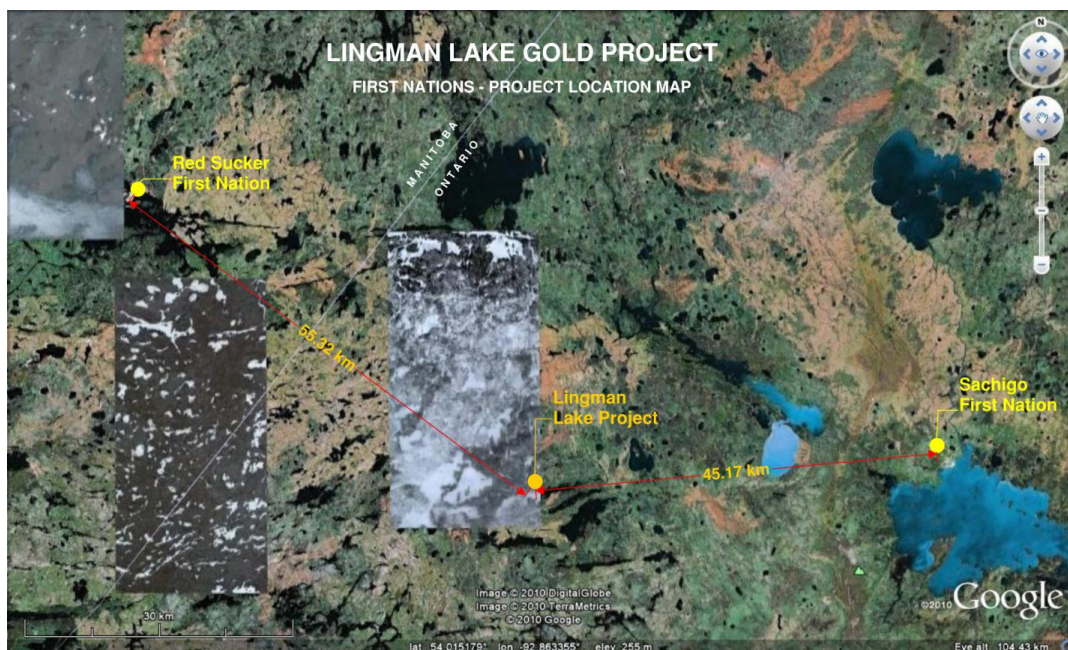 LINGMAN LAKE GOLD PROJECT
FIRST NATIONS - PROJECT LOCATION MAP
N
MANITOBA
ONTARIO
Red Sucker
First Nation
55.32 km
Lingman
Lake Project
Sachigo
First Nation
45.17 km
Image © 2010 DigitalGlobe
Image © 2010 TerraMetrics
© 2010 Google
©2010 Google
30 km
lat 54.015179° lon -92.863355° elev 255 m
Eye alt 104.43 km